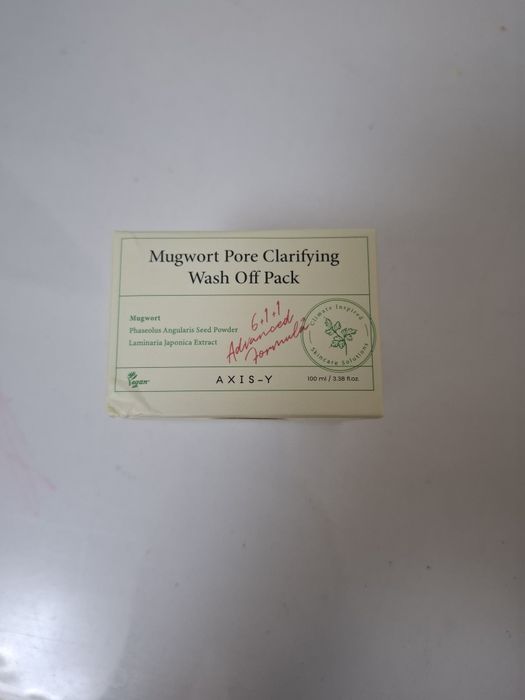 Mugwort Pore Clarifying
Wash Off Pack
Mugwort
Phaseolus Angularis Seed Powder
Laminaria Japonica Extract
6+1+1
Advanced
Formula
Climate Inspired
Skincare Solutions
Vegan
AXIS-Y
100 ml / 3.38 fl.oz